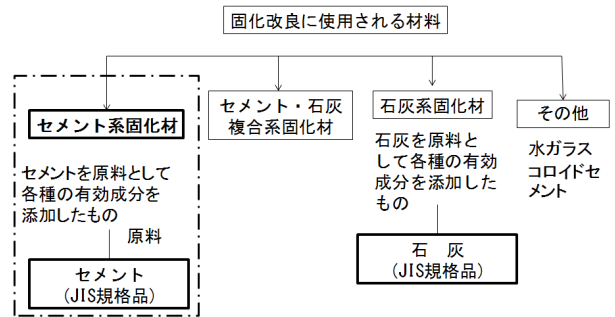 固化改良に使用される材料
セメント系固化材
セメント・石灰
複合系固化材
石灰系固化材
その他
セメントを原料として
各種の有効成分を
添加したもの
石灰を原料と
して各種の有効
成分を添加した
もの
水ガラス
コロイドセ
メント
原料
セメント
(JIS規格品)
石 灰
(JIS規格品)